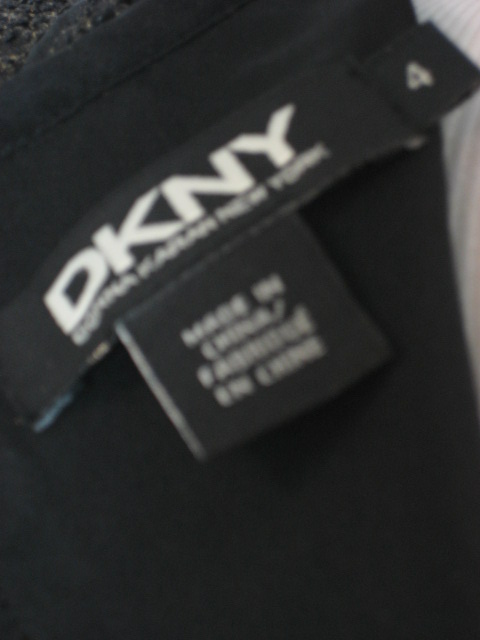 4
DKNY
DONNA KARAN NEW YORK
MADE IN
CHINA/
FABRIQUÉ
EN CHINE